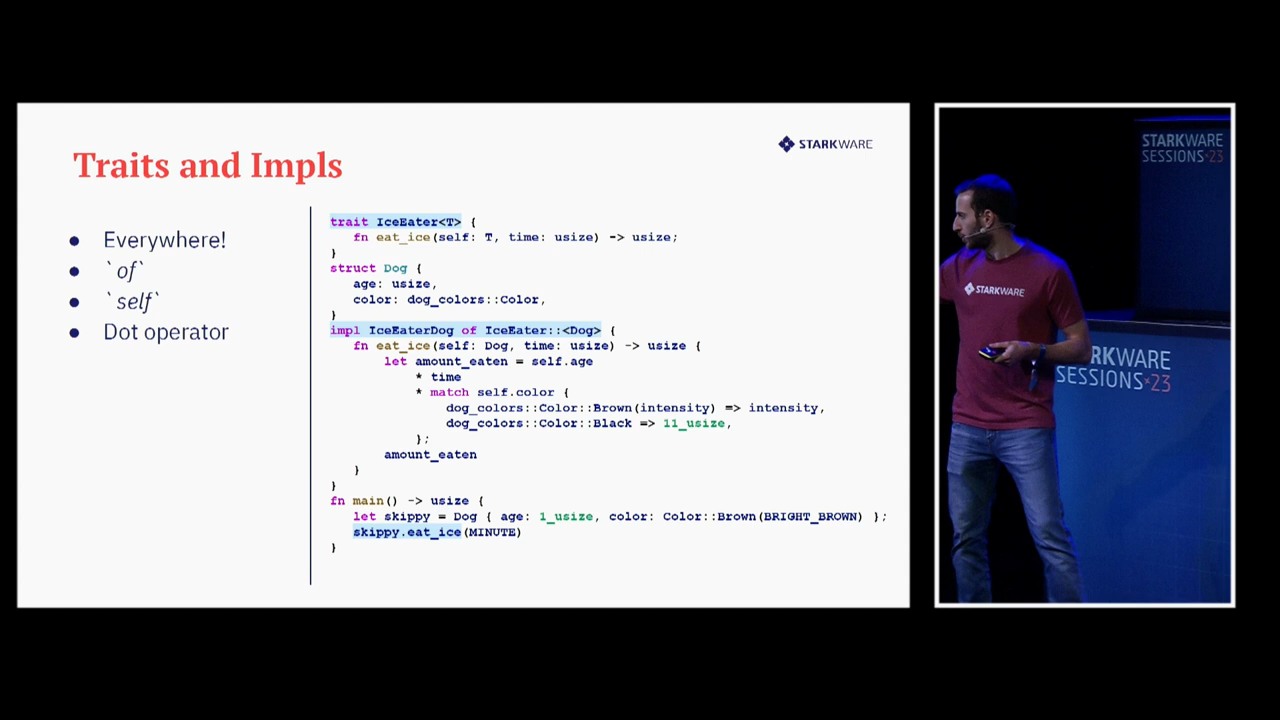 Traits and Impls
STARKWARE
● Everywhere!
● `of`
● `self`
● Dot operator
trait IceEater<T> {
    fn eat_ice(self: T, time: usize) -> usize;
}
struct Dog {
    age: usize,
    color: dog_colors::Color,
}
impl IceEaterDog of IceEater::<Dog> {
    fn eat_ice(self: Dog, time: usize) -> usize {
        let amount_eaten = self.age
            * time
            * match self.color {
                dog_colors::Color::Brown(intensity) => intensity,
                dog_colors::Color::Black => 11_usize,
            };
        amount_eaten
    }
}
fn main() -> usize {
    let skippy = Dog { age: 1_usize, color: Color::Brown(BRIGHT_BROWN) };
    skippy.eat_ice(MINUTE)
}
STARKWARE
SESSIONS 23
STARKWARE
ARKWARE
SESSIONS 23